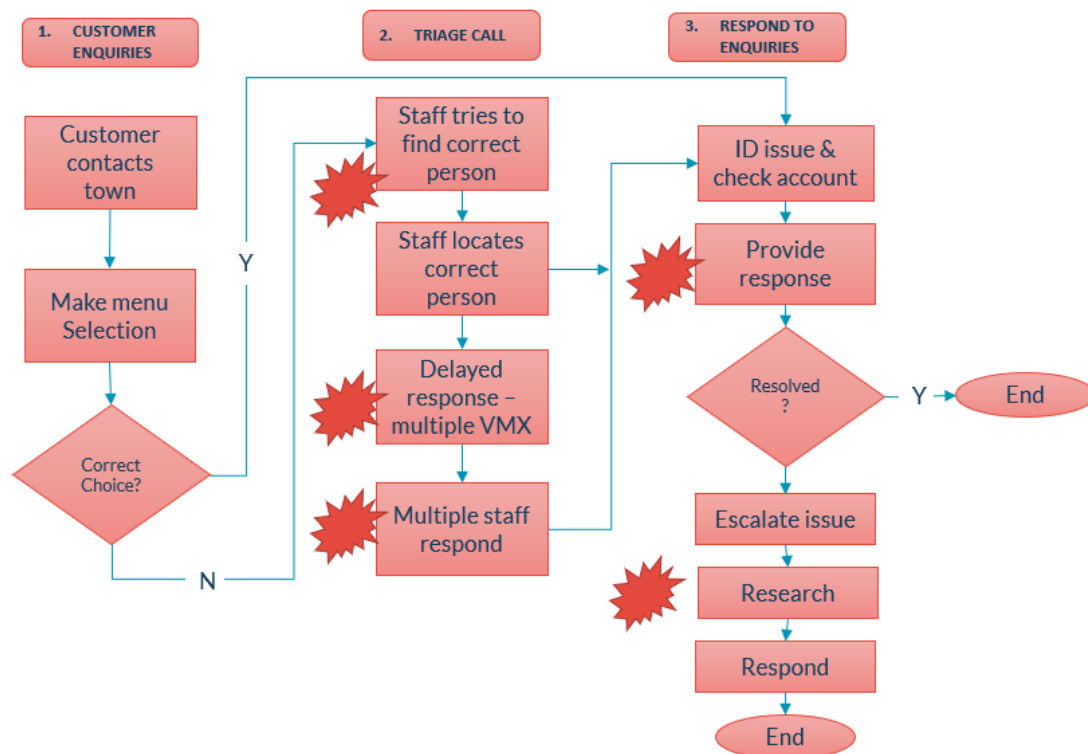 1. CUSTOMER
ENQUIRIES
2. TRIAGE CALL
3. RESPOND TO
ENQUIRIES
Customer
contacts
town
Make menu
Selection
Correct
Choice?
Y
N
Staff tries to
find correct
person
Staff locates
correct
person
Delayed
response –
multiple VMX
Multiple staff
respond
ID issue &
check account
Provide
response
Resolved
?
Y
End
Escalate issue
Research
Respond
End